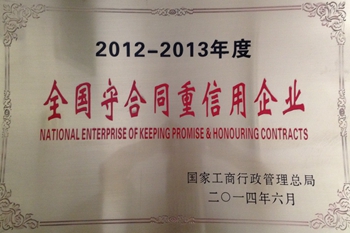 2012-2013年度
全国守合同重信用企业
NATIONAL ENTERPRISE OF KEEPING PROMISE & HONOURING CONTRACTS
国家工商行政管理总局
二〇一四年六月